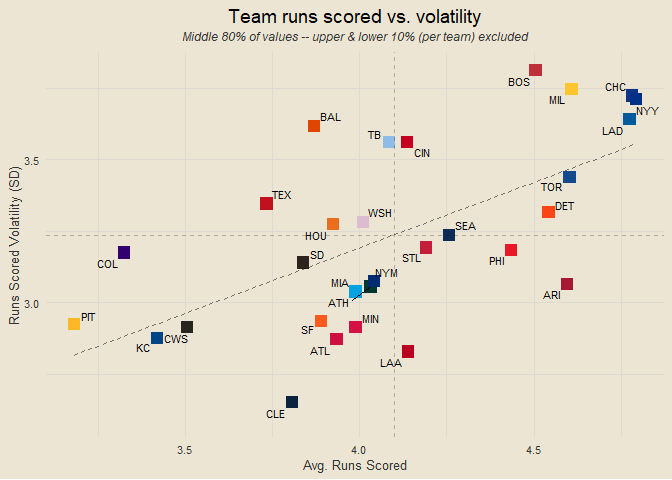 Team runs scored vs. volatility
Middle 80% of values -- upper & lower 10% (per team) excluded
BOS
MIL
CHC
NYY
LAD
BAL
TB
CIN
3.5
TOR
TEX
DET
WSH
HOU
SEA
COL
SD
STL
PHI
MIA
NYM
ARI
ATH
3.0
PIT
SF
MIN
KC
CWS
ATL
LAA
CLE
Runs Scored Volatility (SD)
3.5
4.0
4.5
Avg. Runs Scored